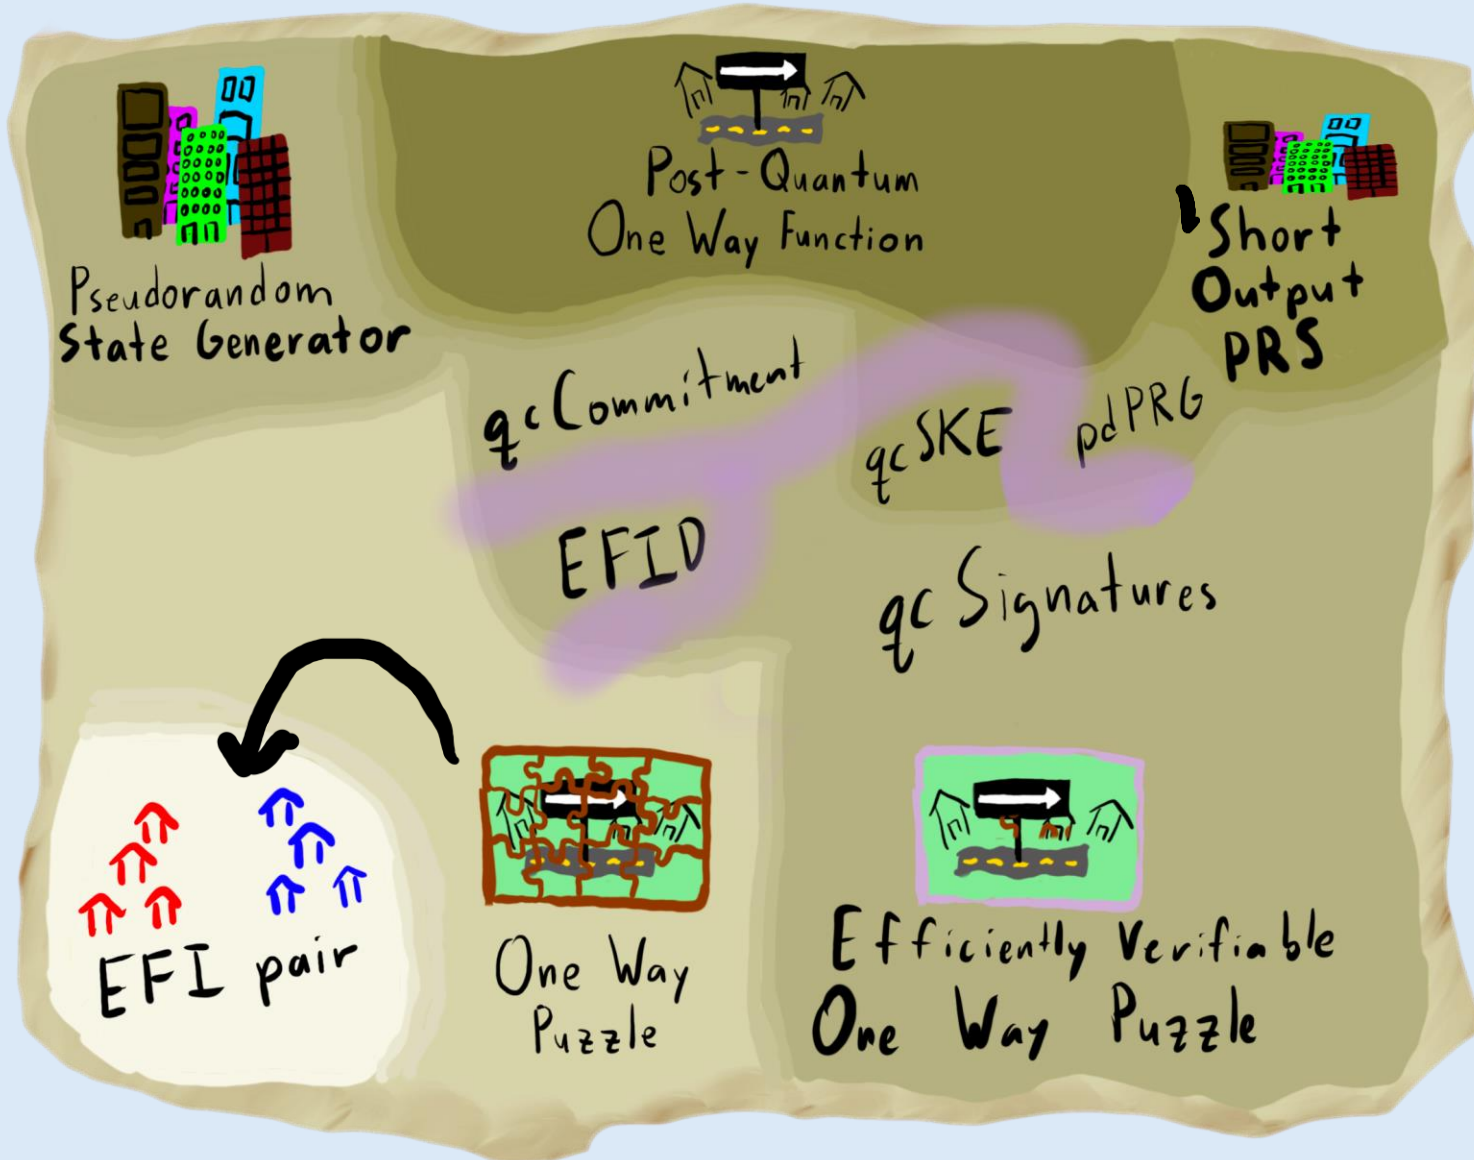 Post-Quantum
One Way Function
Pseudorandom
State Generator
Short
Output
PRS
qcCommitment
qcSKE
pdPRG
EFID
qcSignatures
EFI pair
One Way
Puzzle
Efficiently Verifiable
One Way Puzzle